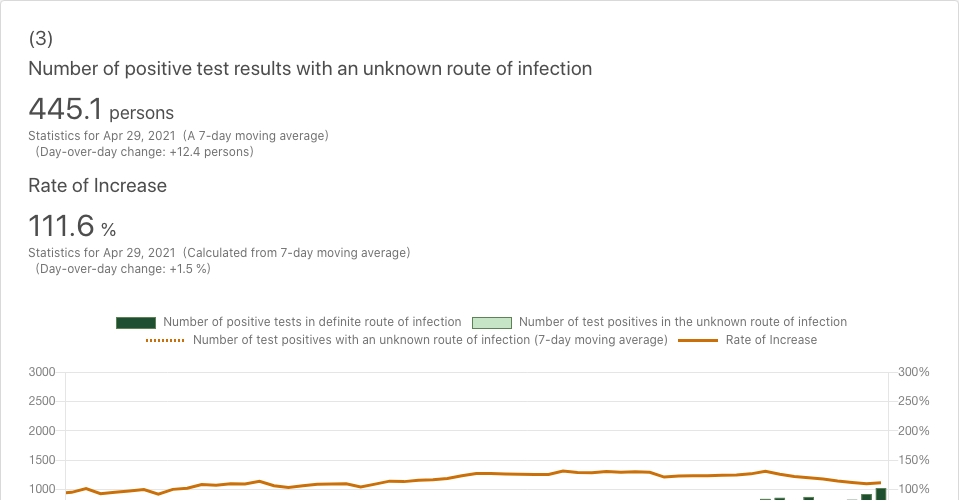 (3)
Number of positive test results with an unknown route of infection
445.1 persons
Statistics for Apr 29, 2021 (A 7-day moving average)
(Day-over-day change: +12.4 persons)
Rate of Increase
111.6 %
Statistics for Apr 29, 2021 (Calculated from 7-day moving average)
(Day-over-day change: +1.5 %)
Number of positive tests in definite route of infection Number of test positives in the unknown route of infection
Number of test positives with an unknown route of infection (7-day moving average) Rate of Increase
3000 300%
2500 250%
2000 200%
1500 150%
1000 100%